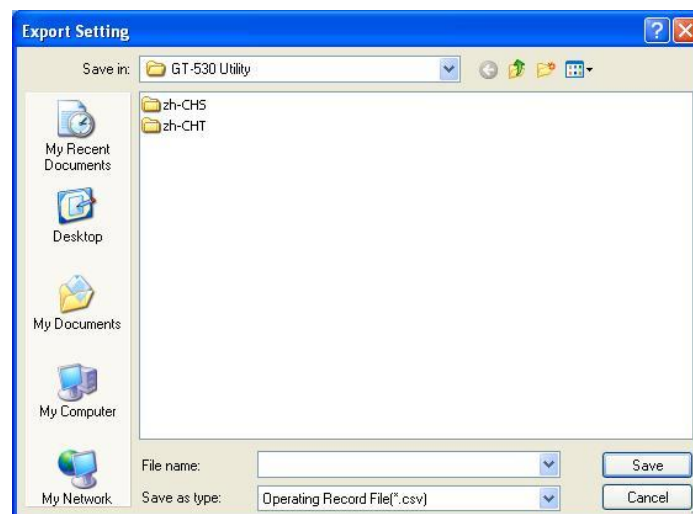 Export Setting
Save in: GT-530 Utility
zh-CHS
zh-CHT
My Recent
Documents
Desktop
My Documents
My Computer
My Network
File name:
Save
Save as type: Operating Record File(*.csv)
Cancel